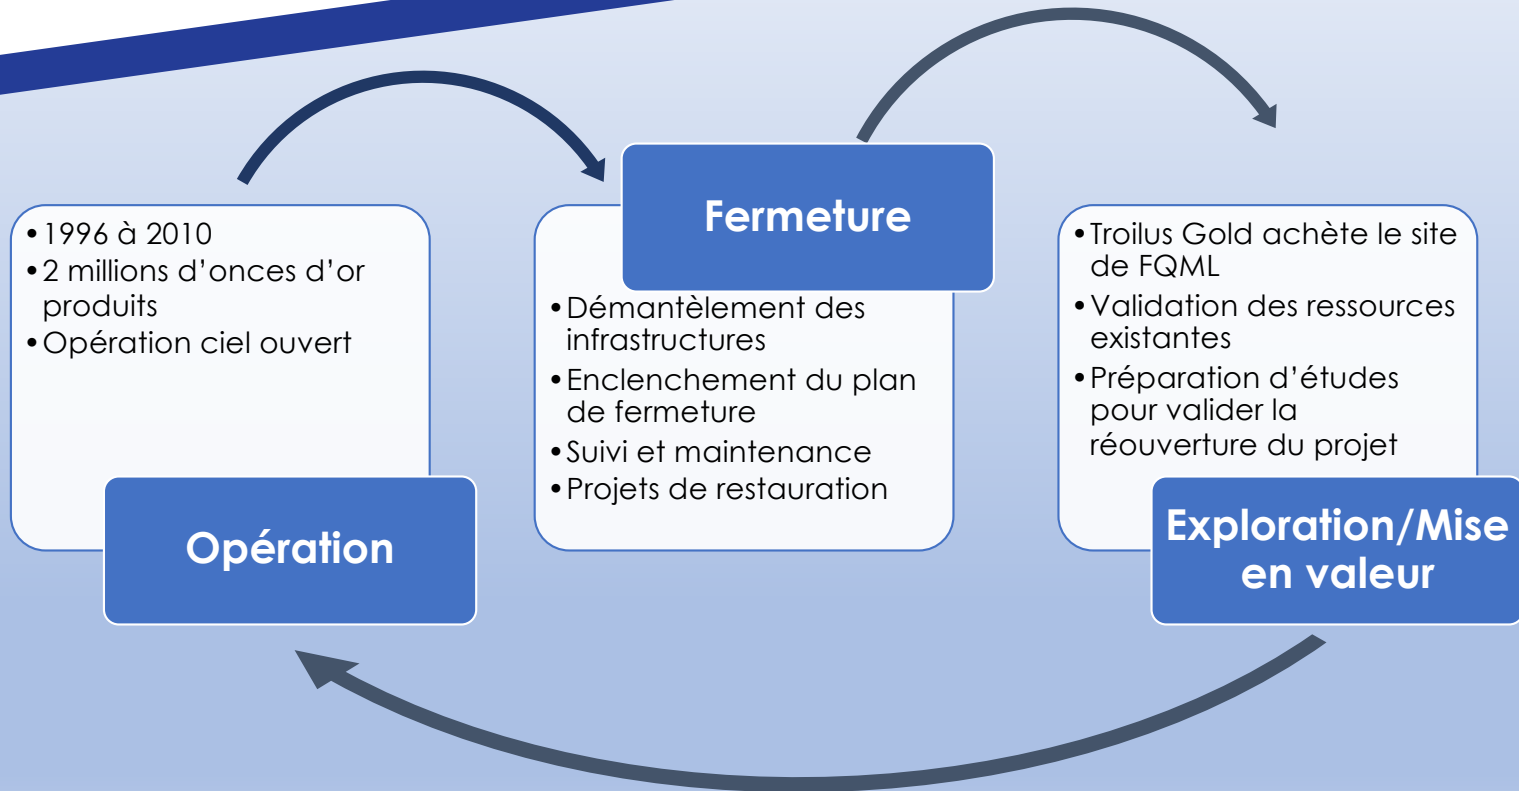 •1996 à 2010
•2 millions d’onces d’or
produits
•Opération ciel ouvert
Opération
Fermeture
•Démantèlement des
infrastructures
•Enclenchement du plan
de fermeture
•Suivi et maintenance
•Projets de restauration
•Troilus Gold achète le site
de FQML
•Validation des ressources
existantes
•Préparation d’études
pour valider la
réouverture du projet
Exploration/Mise
en valeur